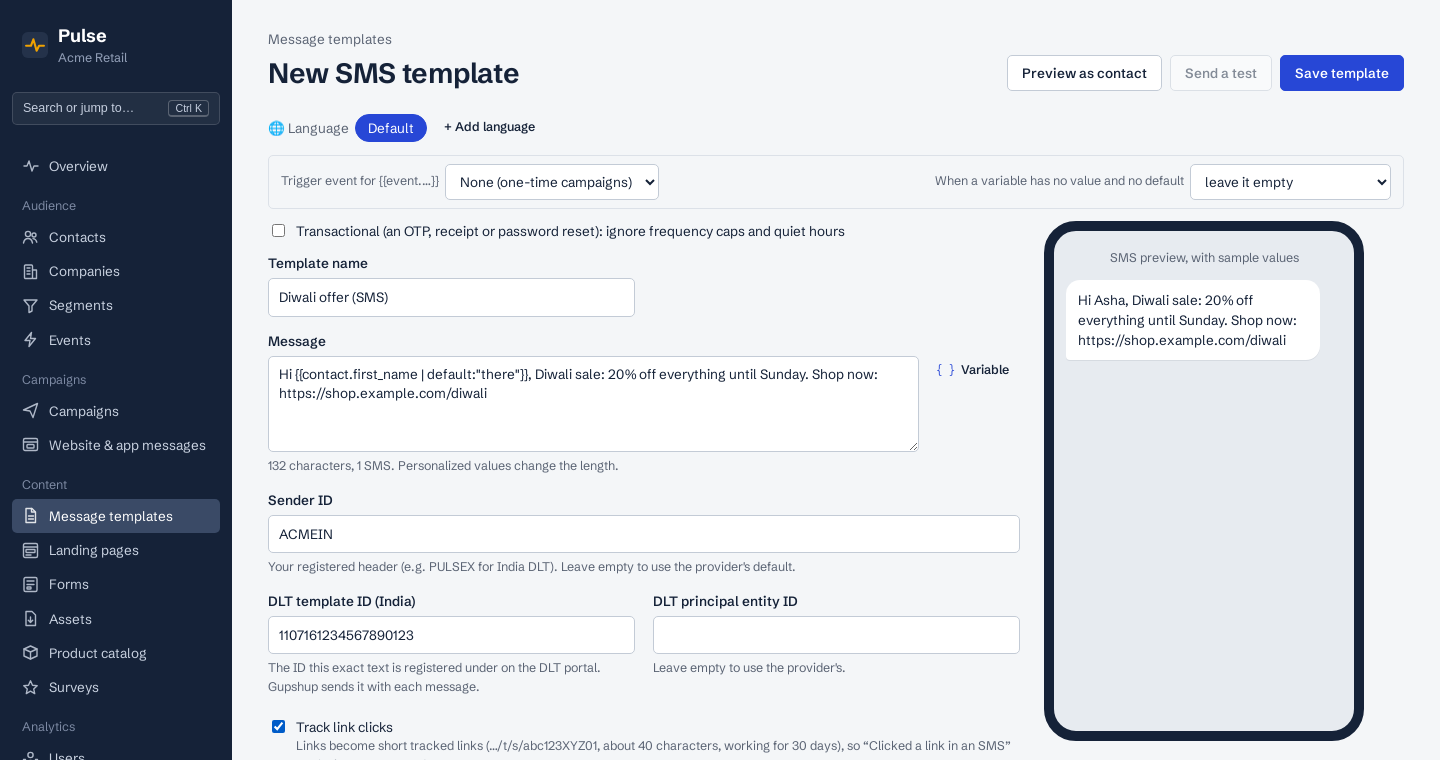 Pulse
Acme Retail
Search or jump to...
Ctrl K
Overview
Audience
Contacts
Companies
Segments
Events
Campaigns
Campaigns
Website & app messages
Content
Message templates
Landing pages
Forms
Assets
Product catalog
Surveys
Analytics
Users
Message templates
New SMS template
Preview as contact
Send a test
Save template
🌐 Language
Default
+ Add language
Trigger event for {{event....}}
None (one-time campaigns)
When a variable has no value and no default
leave it empty
Transactional (an OTP, receipt or password reset): ignore frequency caps and quiet hours
Template name
Diwali offer (SMS)
Message
Hi {{contact.first_name | default:"there"}}, Diwali sale: 20% off everything until Sunday. Shop now:
https://shop.example.com/diwali
{ } Variable
132 characters, 1 SMS. Personalized values change the length.
Sender ID
ACMEIN
Your registered header (e.g. PULSEX for India DLT). Leave empty to use the provider's default.
DLT template ID (India)
1107161234567890123
The ID this exact text is registered under on the DLT portal.
Gupshup sends it with each message.
DLT principal entity ID
Leave empty to use the provider's.
Track link clicks
Links become short tracked links (.../t/s/abc123XYZ01, about 40 characters, working for 30 days), so “Clicked a link in an SMS”
SMS preview, with sample values
Hi Asha, Diwali sale: 20% off
everything until Sunday. Shop now:
https://shop.example.com/diwali